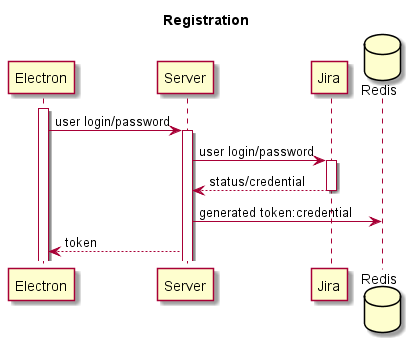 Registration
Electron
Server
Jira
Redis
user login/password
user login/password
status/credential
generated token:credential
token
Electron
Server
Jira
Redis